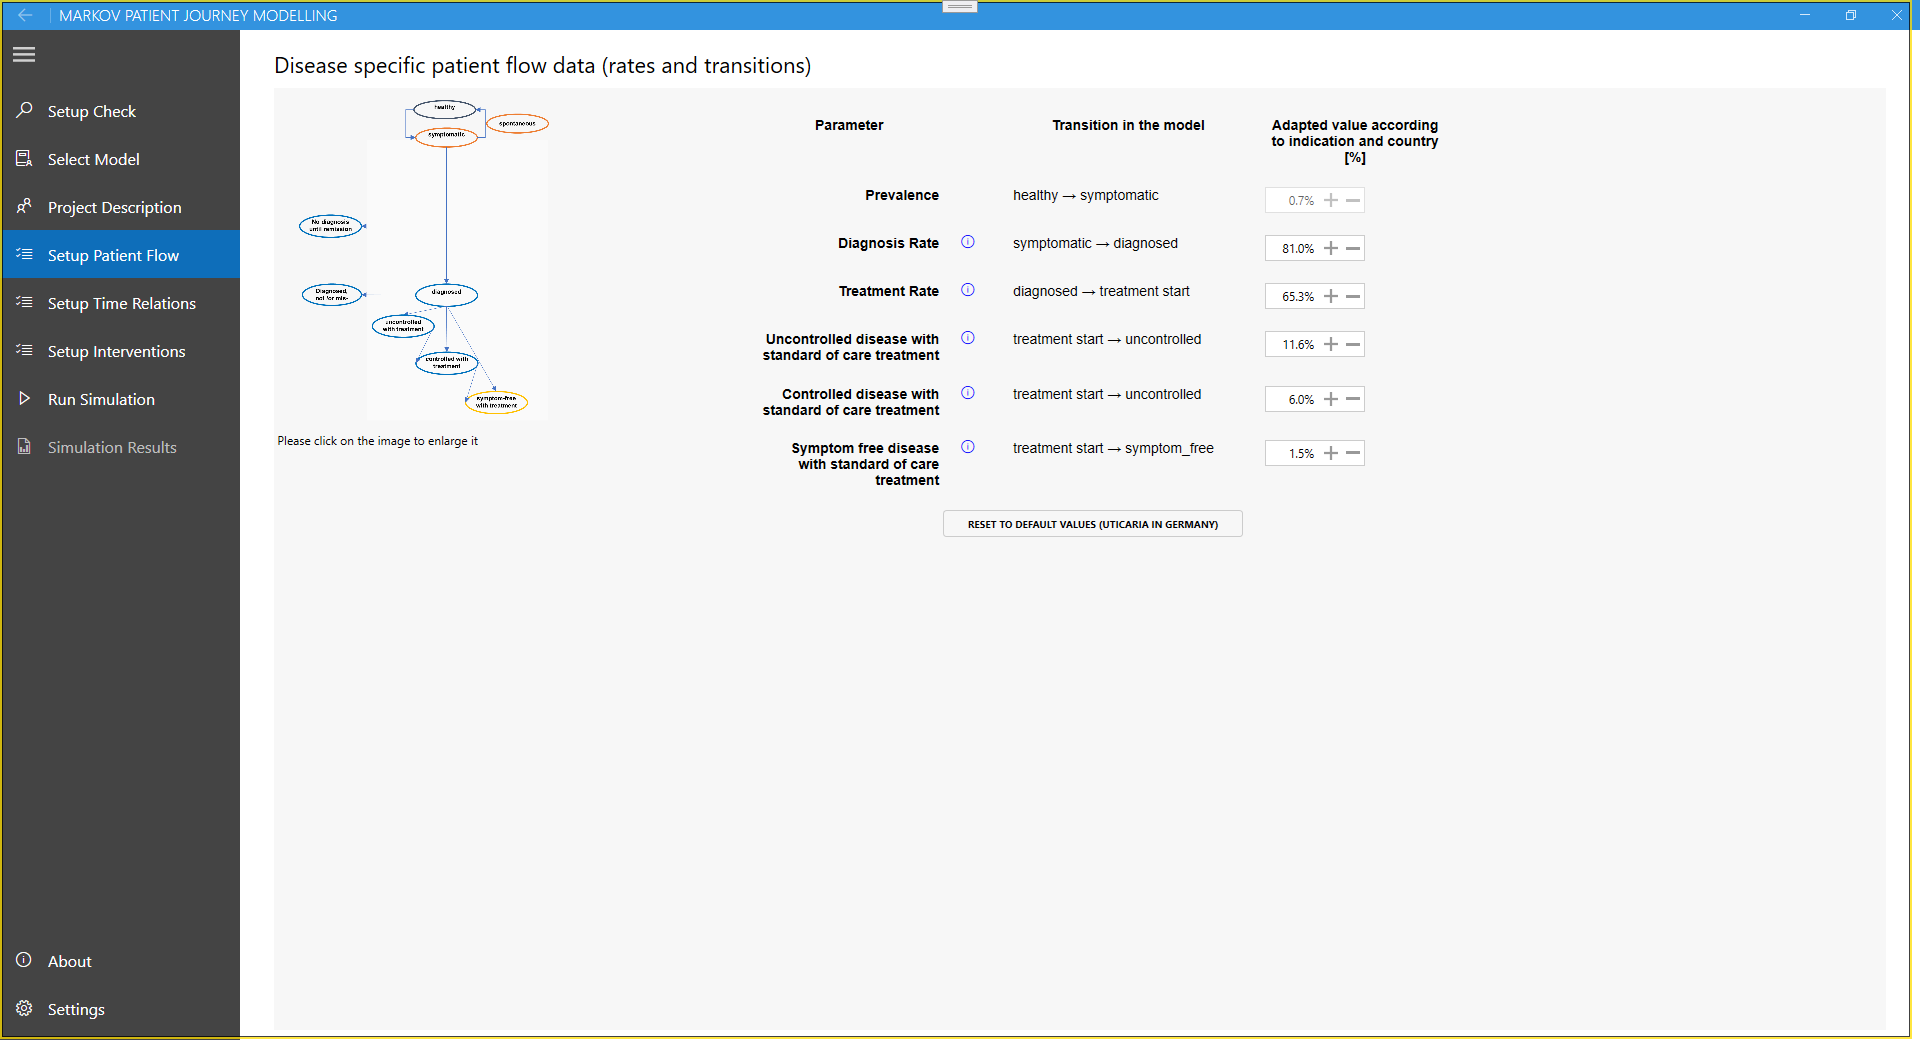 MARKOV PATIENT JOURNEY MODELLING
Setup Check
Select Model
Project Description
Setup Patient Flow
Setup Time Relations
Setup Interventions
Run Simulation
Simulation Results
About
Settings
Disease specific patient flow data (rates and transitions)
healthy
spontaneous
symptomatic
No diagnosis
until remission
Diagnosed,
not /or mis-
diagnosed
uncontrolled
with treatment
controlled with
treatment
symptom-free
with treatment
Please click on the image to enlarge it
Parameter
Transition in the model
Adapted value according
to indication and country
[%]
Prevalence
healthy → symptomatic
0.7%
Diagnosis Rate
symptomatic → diagnosed
81.0%
Treatment Rate
diagnosed → treatment start
65.3%
Uncontrolled disease with
standard of care treatment
treatment start → uncontrolled
11.6%
Controlled disease with
standard of care treatment
treatment start → uncontrolled
6.0%
Symptom free disease
with standard of care
treatment
treatment start → symptom_free
1.5%
RESET TO DEFAULT VALUES (UTICARIA IN GERMANY)